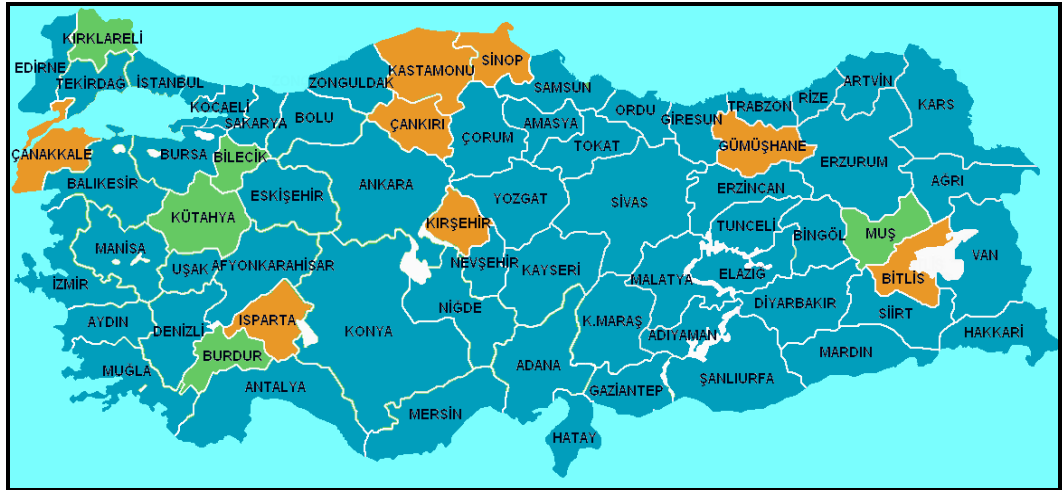 KIRKLARELİ
EDİRNE
TEKİRDAĞ
İSTANBUL
KOCAELİ
SAKARYA
ZONGULDAK
BOLU
KASTAMONU
SİNOP
SAMSUN
ÇANKIRI
ÇORUM
AMASYA
TOKAT
ORDU
GİRESUN
TRABZON
RİZE
ARTVİN
KARS
GÜMÜŞHANE
ERZURUM
ÇANAKKALE
BURSA
BİLECİK
BALIKESİR
ESKİŞEHİR
ANKARA
YOZGAT
SİVAS
ERZİNCAN
AĞRI
KÜTAHYA
KIRŞEHİR
TUNCELİ
BİNGÖL
MUŞ
VAN
MANİSA
UŞAK
AFYONKARAHİSAR
NEVŞEHİR
KAYSERİ
MALATYA
ELAZIĞ
BİTLİS
İZMİR
AYDIN
DENİZLİ
ISPARTA
KONYA
NİĞDE
K.MARAŞ
ADIYAMAN
DİYARBAKIR
SİİRT
HAKKARİ
BURDUR
MUĞLA
ANTALYA
ADANA
MERSİN
GAZİANTEP
ŞANLIURFA
MARDIN
HATAY